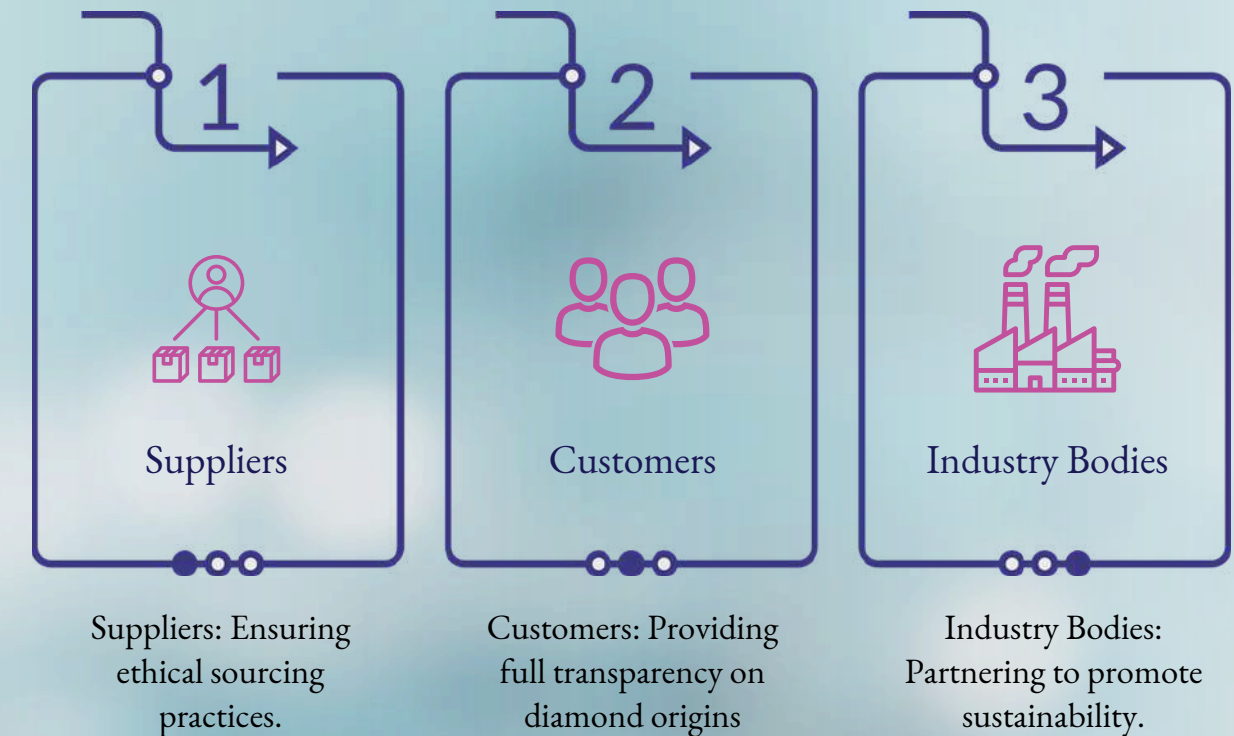 1
2
3
Suppliers
Customers
Industry Bodies
Suppliers: Ensuring
ethical sourcing
practices.
Customers: Providing
full transparency on
diamond origins
Industry Bodies:
Partnering to promote
sustainability.